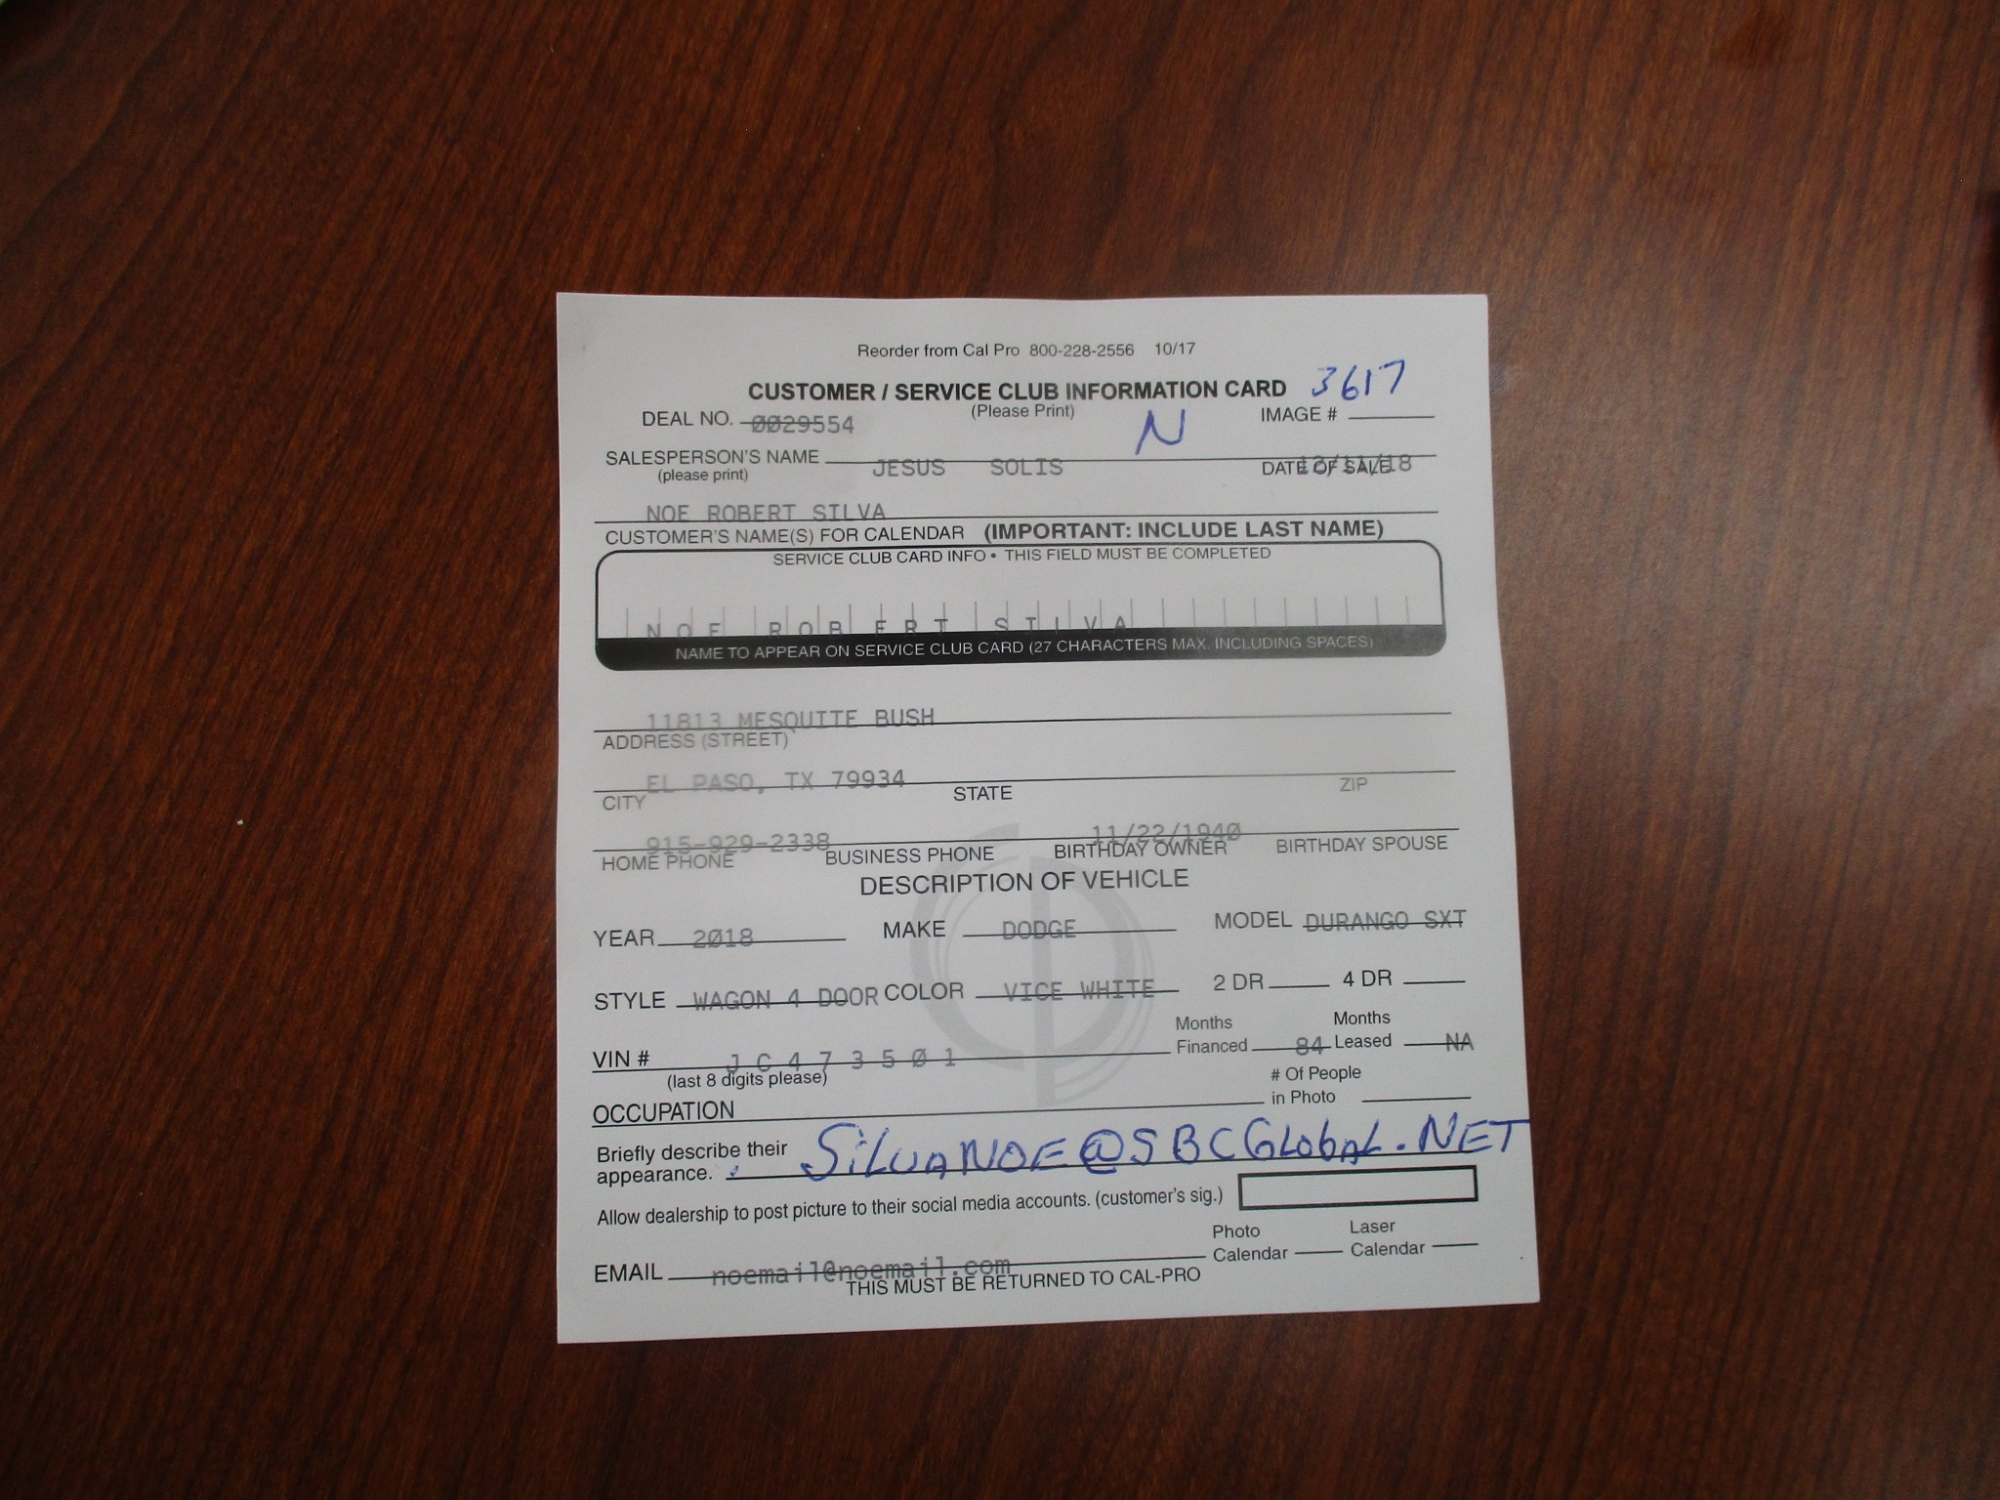 Reorder from Cal Pro 800-228-2556 10/17
CUSTOMER / SERVICE CLUB INFORMATION CARD 3617
(Please Print)
DEAL NO. 0029554 N IMAGE #
SALESPERSON'S NAME JESUS SOLIS DATE OF SALE
(please print)
NOE ROBERT SILVA
CUSTOMER'S NAME(S) FOR CALENDAR (IMPORTANT: INCLUDE LAST NAME)
SERVICE CLUB CARD INFO • THIS FIELD MUST BE COMPLETED
NOE ROBERT SILVA
NAME TO APPEAR ON SERVICE CLUB CARD (27 CHARACTERS MAX. INCLUDING SPACES)
11813 MESQUITE BUSH
ADDRESS (STREET)
EL PASO, TX 79934
CITY STATE ZIP
915-929-2338 11/22/1940
HOME PHONE BUSINESS PHONE BIRTHDAY OWNER BIRTHDAY SPOUSE
DESCRIPTION OF VEHICLE
YEAR 2018 MAKE DODGE MODEL DURANGO SXT
STYLE WAGON 4 DOOR COLOR VICE WHITE 2 DR 4 DR
VIN # JC473501 Months Financed 84 Months Leased NA
(last 8 digits please)
OCCUPATION # Of People in Photo
Briefly describe their appearance. SiLVANOE@SBCGLObAL.NET
Allow dealership to post picture to their social media accounts. (customer's sig.)
Photo Calendar Laser Calendar
EMAIL noemail@noemail.com
THIS MUST BE RETURNED TO CAL-PRO